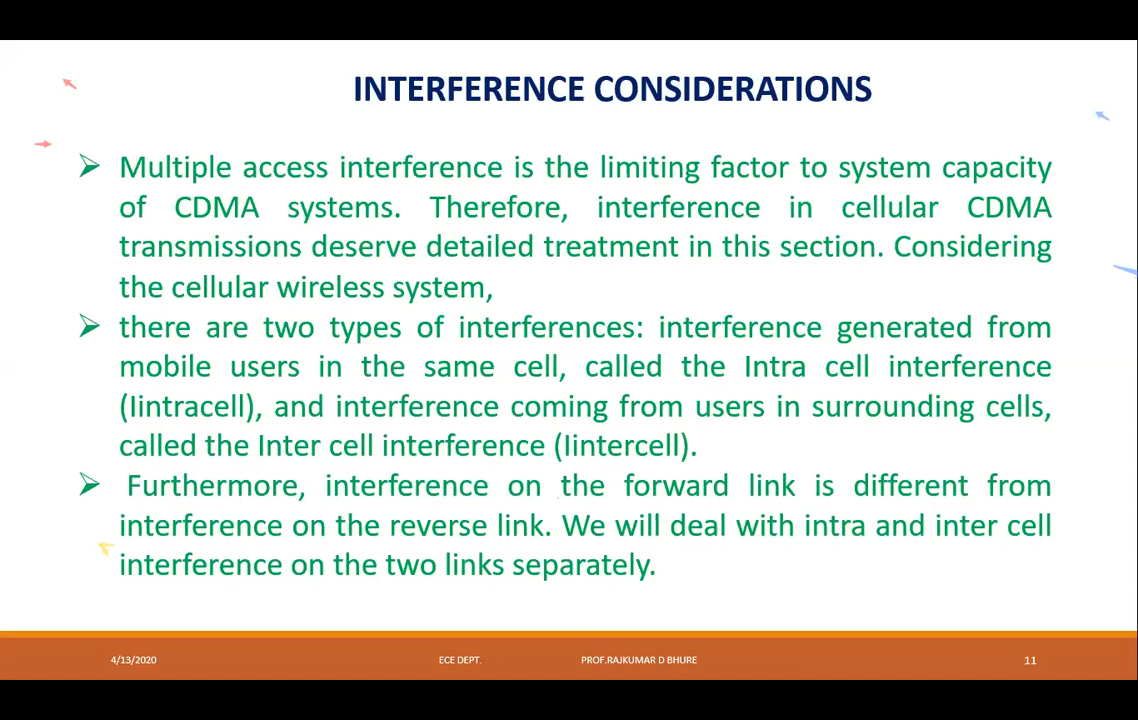 INTERFERENCE CONSIDERATIONS
➢ Multiple access interference is the limiting factor to system capacity
of CDMA systems. Therefore, interference in cellular CDMA
transmissions deserve detailed treatment in this section. Considering
the cellular wireless system,
➢ there are two types of interferences: interference generated from
mobile users in the same cell, called the Intra cell interference
(Iintracell), and interference coming from users in surrounding cells,
called the Inter cell interference (Iintercell).
➢ Furthermore, interference on the forward link is different from
interference on the reverse link. We will deal with intra and inter cell
interference on the two links separately.
4/13/2020 ECE DEPT. PROF.RAJKUMAR D BHURE 11